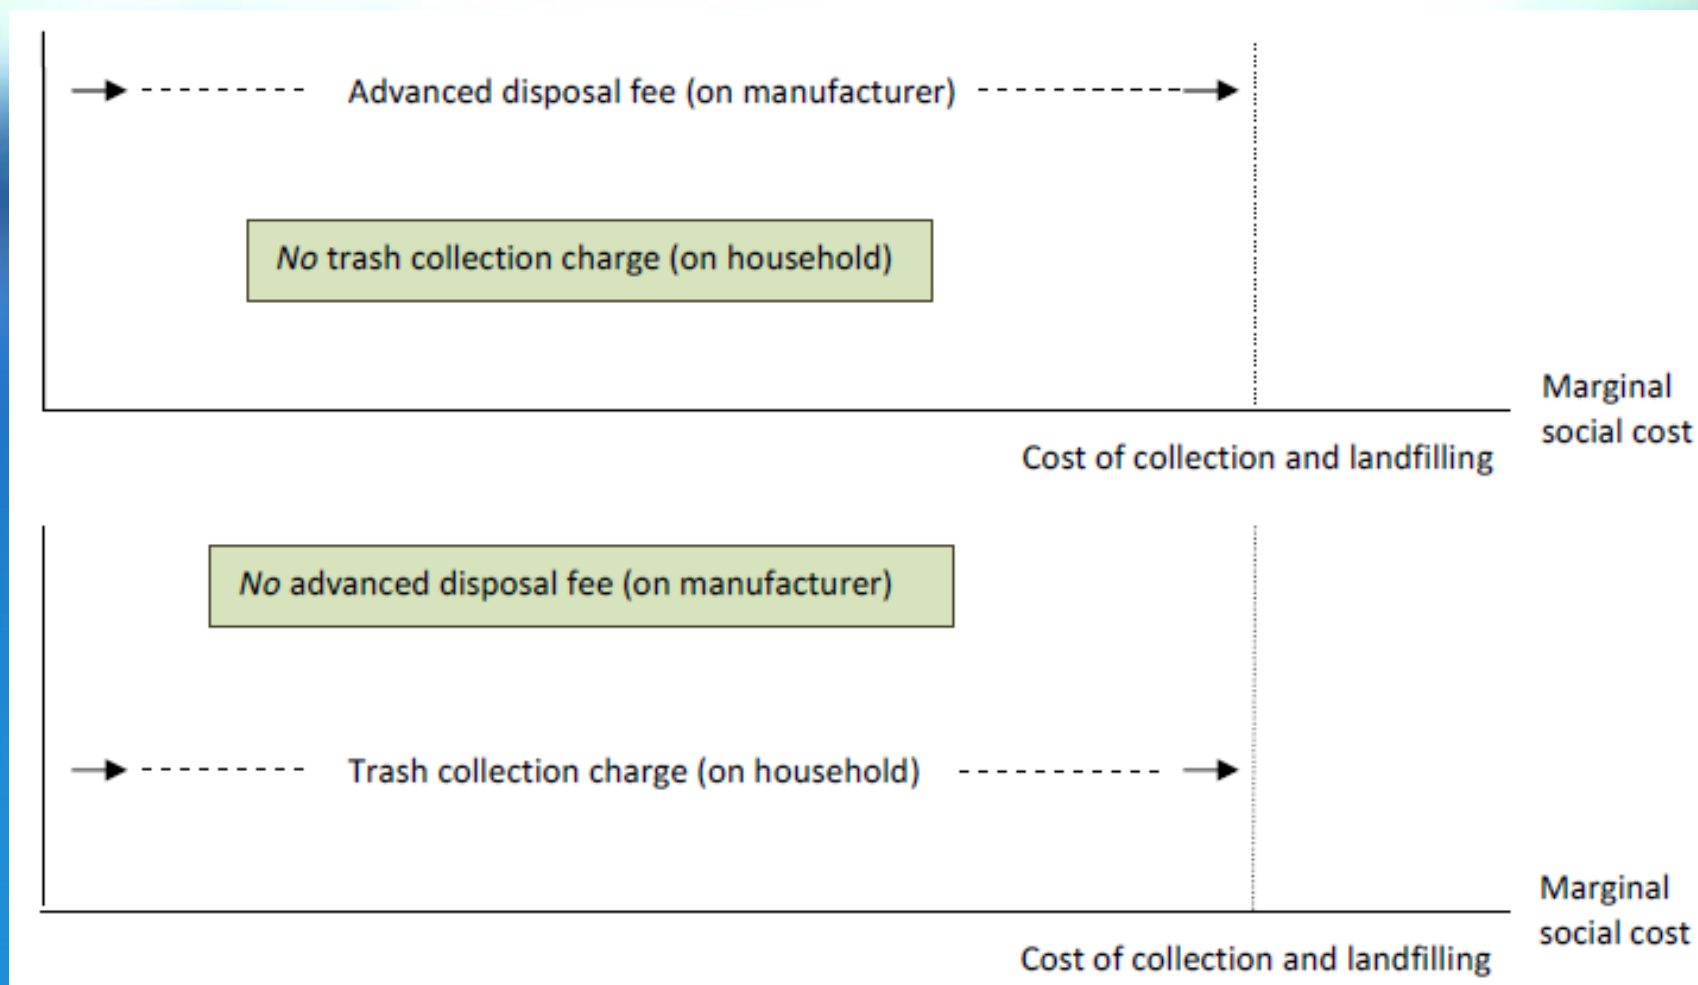 Advanced disposal fee (on manufacturer)
No trash collection charge (on household)
Marginal
social cost
Cost of collection and landfilling
No advanced disposal fee (on manufacturer)
Trash collection charge (on household)
Marginal
social cost
Cost of collection and landfilling